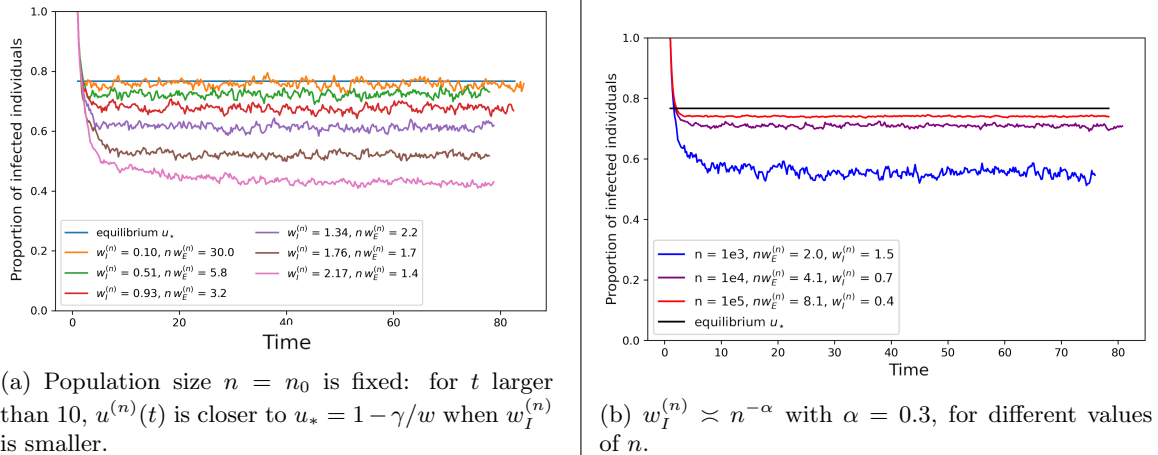 1.0
0.8
0.6
0.4
0.2
0.0
Proportion of infected individuals
equilibrium u_*
w_I^{(n)} = 0.10, n w_E^{(n)} = 30.0
w_I^{(n)} = 0.51, n w_E^{(n)} = 5.8
w_I^{(n)} = 0.93, n w_E^{(n)} = 3.2
w_I^{(n)} = 1.34, n w_E^{(n)} = 2.2
w_I^{(n)} = 1.76, n w_E^{(n)} = 1.7
w_I^{(n)} = 2.17, n w_E^{(n)} = 1.4
0 20 40 60 80
Time
(a) Population size n = n_0 is fixed: for t larger
than 10, u^{(n)}(t) is closer to u_* = 1 − γ/w when w_I^{(n)}
is smaller.
1.0
0.8
0.6
0.4
0.2
0.0
Proportion of infected individuals
n = 1e3, nw_E^{(n)} = 2.0, w_I^{(n)} = 1.5
n = 1e4, nw_E^{(n)} = 4.1, w_I^{(n)} = 0.7
n = 1e5, nw_E^{(n)} = 8.1, w_I^{(n)} = 0.4
equilibrium u_*
0 10 20 30 40 50 60 70 80
Time
(b) w_I^{(n)} ≍ n^{−α} with α = 0.3, for different values
of n.